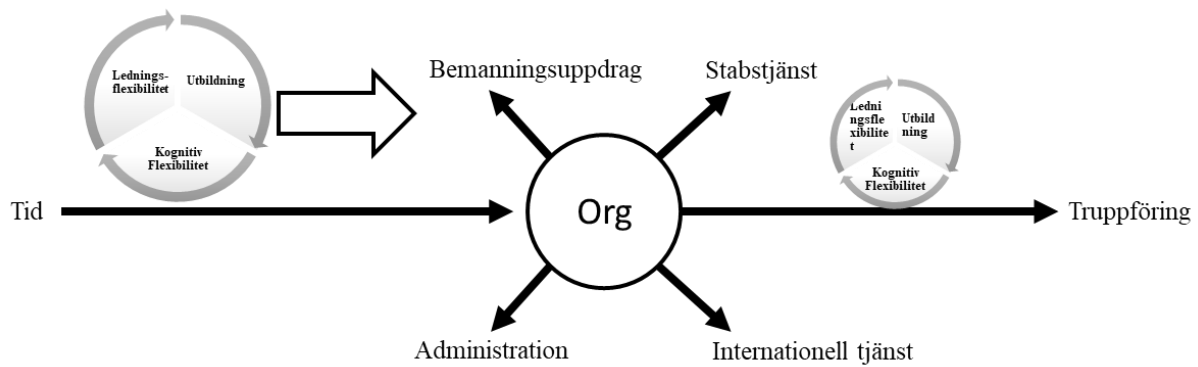 Lednings-
flexibilitet
Utbildning
Kognitiv
Flexibilitet
Bemanningsuppdrag
Stabstjänst
Ledni
ngsfle
xibilite
t
Utbild
ning
Kognitiv
Flexibilitet
Tid
Org
Truppföring
Administration
Internationell tjänst